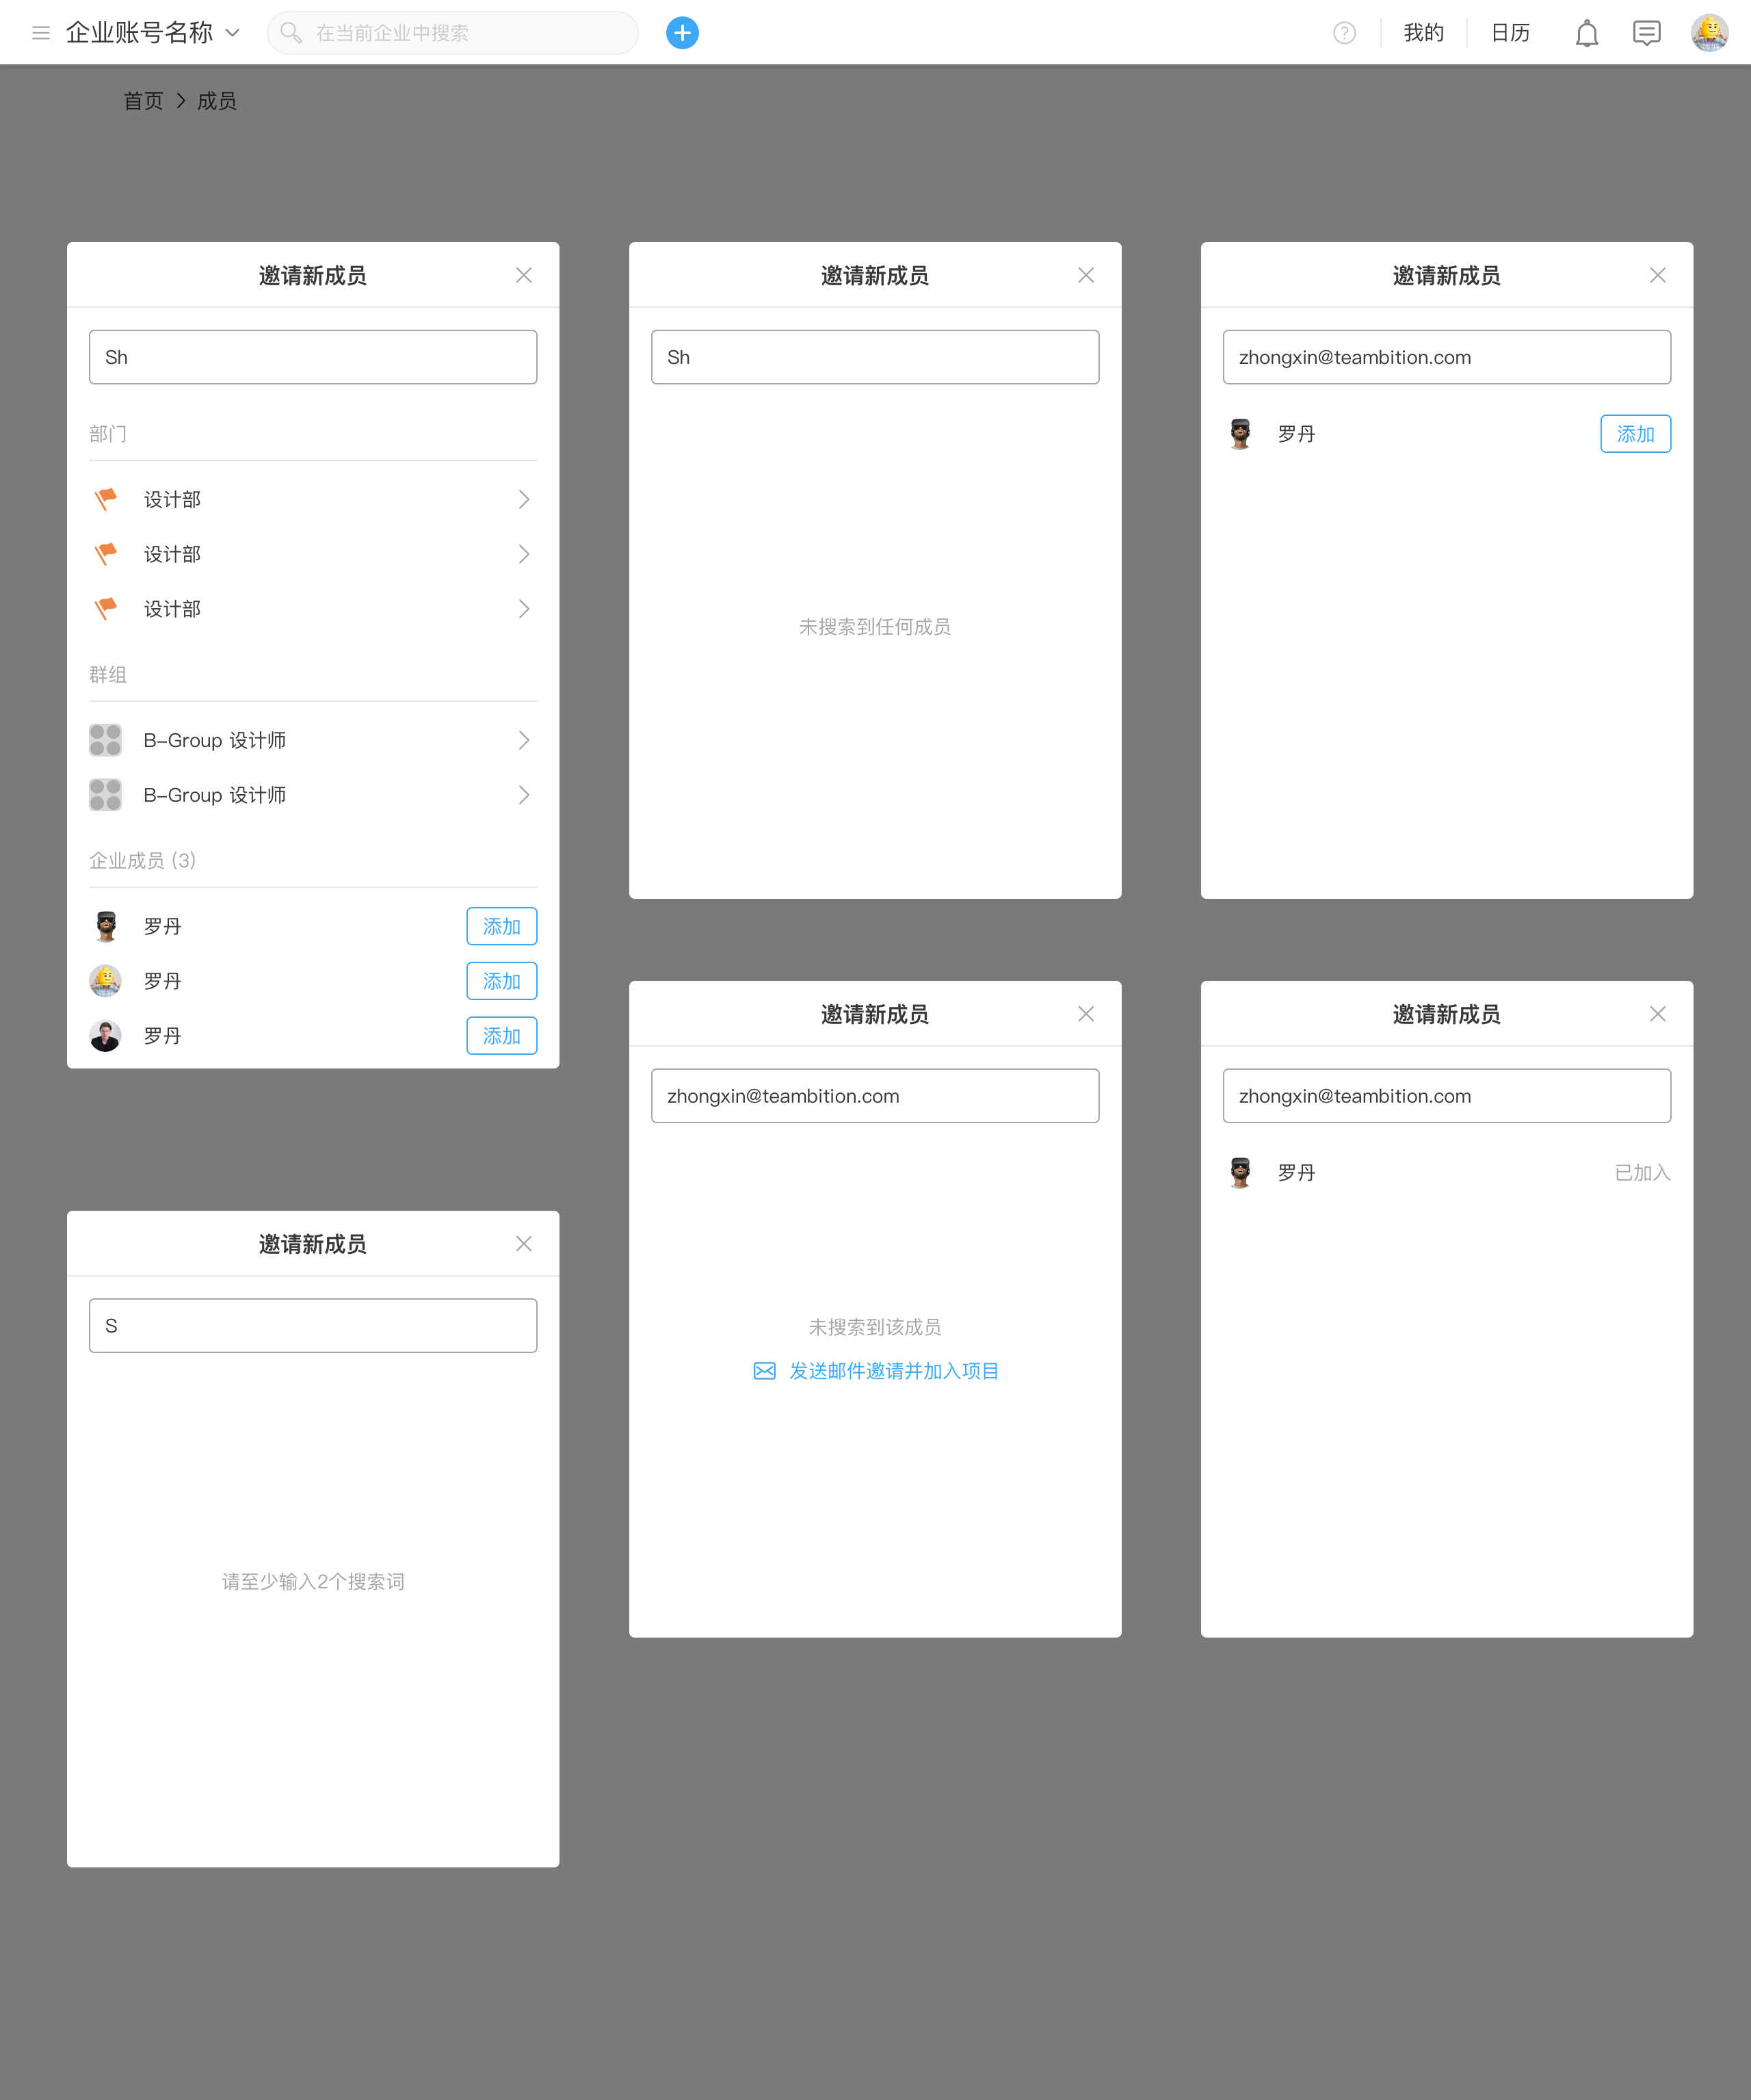 企业账号名称
在当前企业中搜索
我的
日历
首页 > 成员
邀请新成员
Sh
部门
设计部
设计部
设计部
群组
B-Group 设计师
B-Group 设计师
企业成员 (3)
罗丹 添加
罗丹 添加
罗丹 添加
邀请新成员
Sh
未搜索到任何成员
邀请新成员
zhongxin@teambition.com
罗丹 添加
邀请新成员
zhongxin@teambition.com
未搜索到该成员
发送邮件邀请并加入项目
邀请新成员
zhongxin@teambition.com
罗丹 已加入
邀请新成员
S
请至少输入2个搜索词